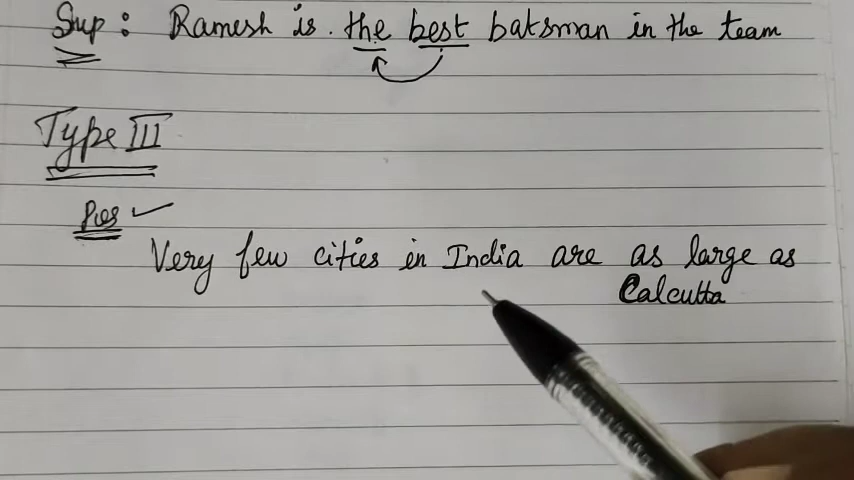 Sup : Ramesh is the best batsman in the team
Type III
Pos ✓
Very few cities in India are as large as
Calcutta